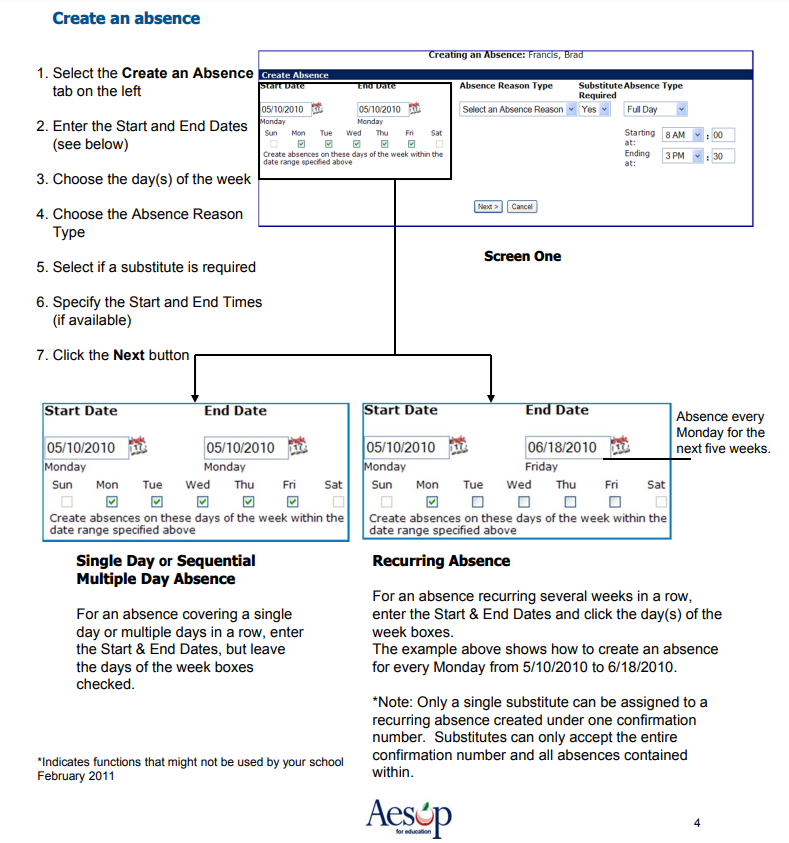 Create an absence
1. Select the Create an Absence
tab on the left
2. Enter the Start and End Dates
(see below)
3. Choose the day(s) of the week
4. Choose the Absence Reason
Type
5. Select if a substitute is required
6. Specify the Start and End Times
(if available)
7. Click the Next button
Creating an Absence: Francis, Brad
Create Absence
Start Date End Date Absence Reason Type Substitute Required Absence Type
05/10/2010 05/10/2010 Select an Absence Reason Yes Full Day
Monday Monday
Sun Mon Tue Wed Thu Fri Sat
Create absences on these days of the week within the
date range specified above
Starting at: 8 AM : 00
Ending at: 3 PM : 30
Next > Cancel
Screen One
Start Date End Date
05/10/2010 05/10/2010
Monday Monday
Sun Mon Tue Wed Thu Fri Sat
Create absences on these days of the week within the
date range specified above
Start Date End Date
05/10/2010 06/18/2010
Monday Friday
Sun Mon Tue Wed Thu Fri Sat
Create absences on these days of the week within the
date range specified above
Absence every
Monday for the
next five weeks.
Single Day or Sequential
Multiple Day Absence
For an absence covering a single
day or multiple days in a row, enter
the Start & End Dates, but leave
the days of the week boxes
checked.
Recurring Absence
For an absence recurring several weeks in a row,
enter the Start & End Dates and click the day(s) of the
week boxes.
The example above shows how to create an absence
for every Monday from 5/10/2010 to 6/18/2010.
*Note: Only a single substitute can be assigned to a
recurring absence created under one confirmation
number. Substitutes can only accept the entire
confirmation number and all absences contained
within.
*Indicates functions that might not be used by your school
February 2011
Aesop
for education
4